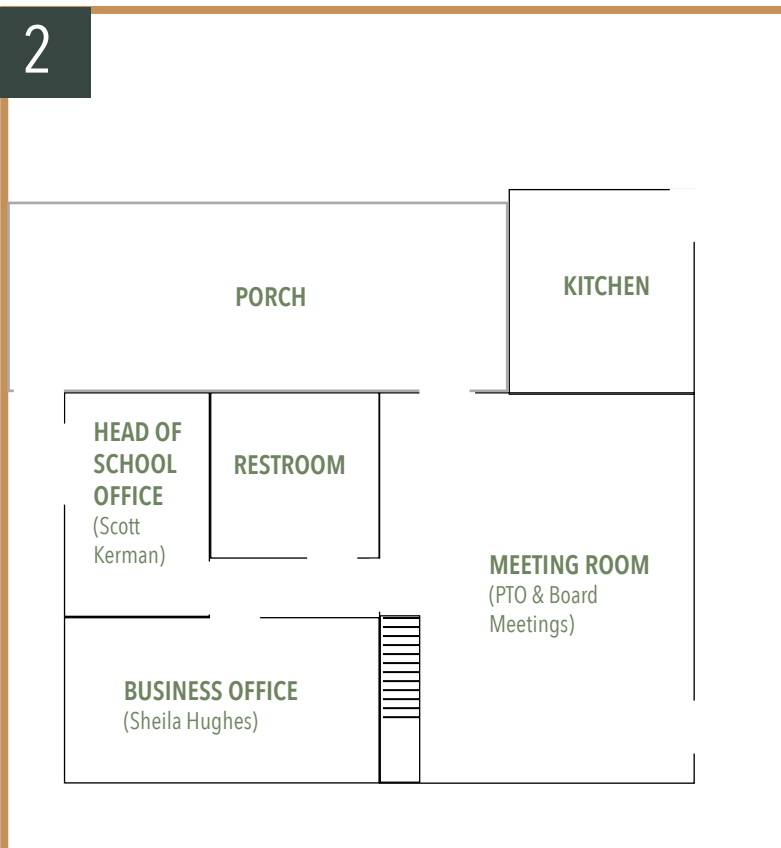 2
PORCH
KITCHEN
HEAD OF
SCHOOL
OFFICE
(Scott
Kerman)
RESTROOM
MEETING ROOM
(PTO & Board
Meetings)
BUSINESS OFFICE
(Sheila Hughes)